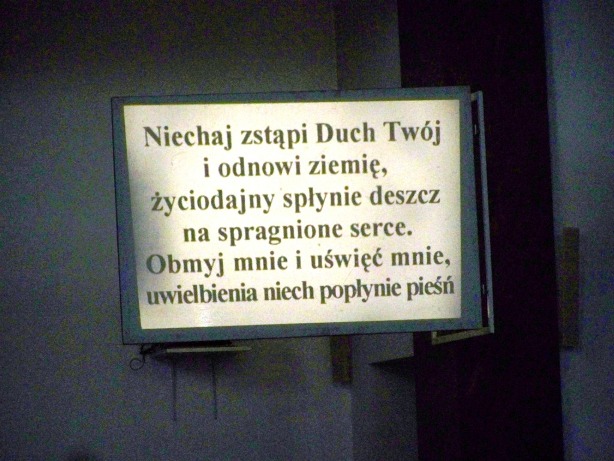 Niechaj zstąpi Duch Twój
i odnowi ziemię,
życiodajny spłynie deszcz
na spragnione serce.
Obmyj mnie i uświęć mnie,
uwielbienia niech popłynie pieśń